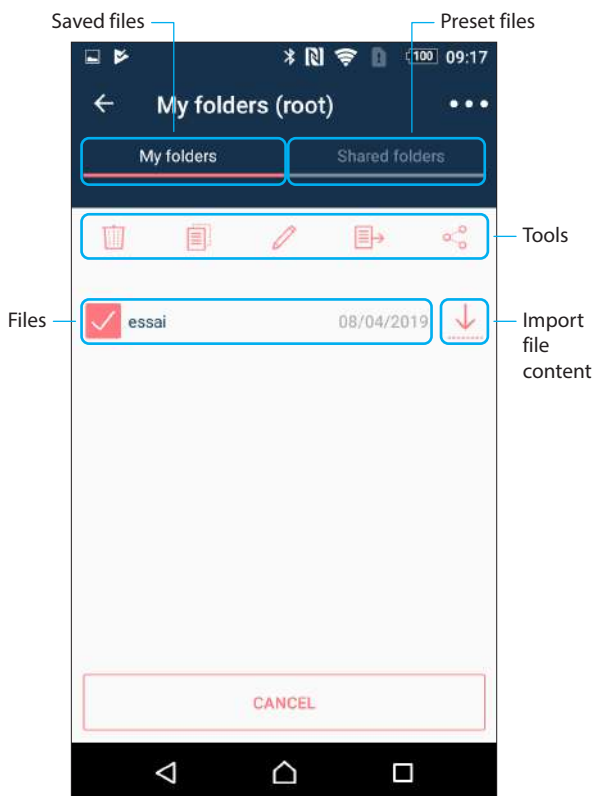 Saved files
Preset files
100 09:17
My folders (root)
My folders
Shared folders
Tools
Files
essai
08/04/2019
Import
file
content
CANCEL